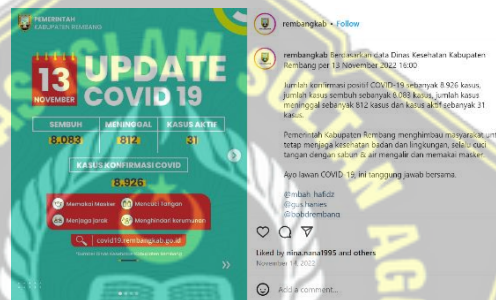 PEMERINTAH
KABUPATEN REMBANG
13
NOVEMBER
UPDATE
COVID 19
SEMBUH
8.083
MENINGGAL
812
KASUS AKTIF
31
KASUS KONFIRMASI COVID
8.926
Memakai Masker
Mencuci Tangan
Menjaga Jarak
Menghindari kerumunan
covid19.rembangkab.go.id
rembangkab • Follow
rembangkab Berdasarkan data Dinas Kesehatan Kabupaten
Rembang per 13 November 2022 16:00
Jumlah konfirmasi positif COVID-19 sebanyak 8.926 kasus,
jumlah kasus sembuh sebanyak 8.083 kasus, jumlah kasus
meninggal sebanyak 812 kasus dan kasus aktif sebanyak 31
kasus.
Pemerintah Kabupaten Rembang menghimbau masyarakat unt
tetap menjaga kesehatan badan dan lingkungan, selalu cuci
tangan dengan sabun & air mengalir dan memakai masker.
Ayo lawan COVID-19, ini tanggung jawab bersama.
@mbah_hafidz
@gus.hanies
@bobdrembang
Liked by nina.nana1995 and others
November 14, 2022
Add a comment...